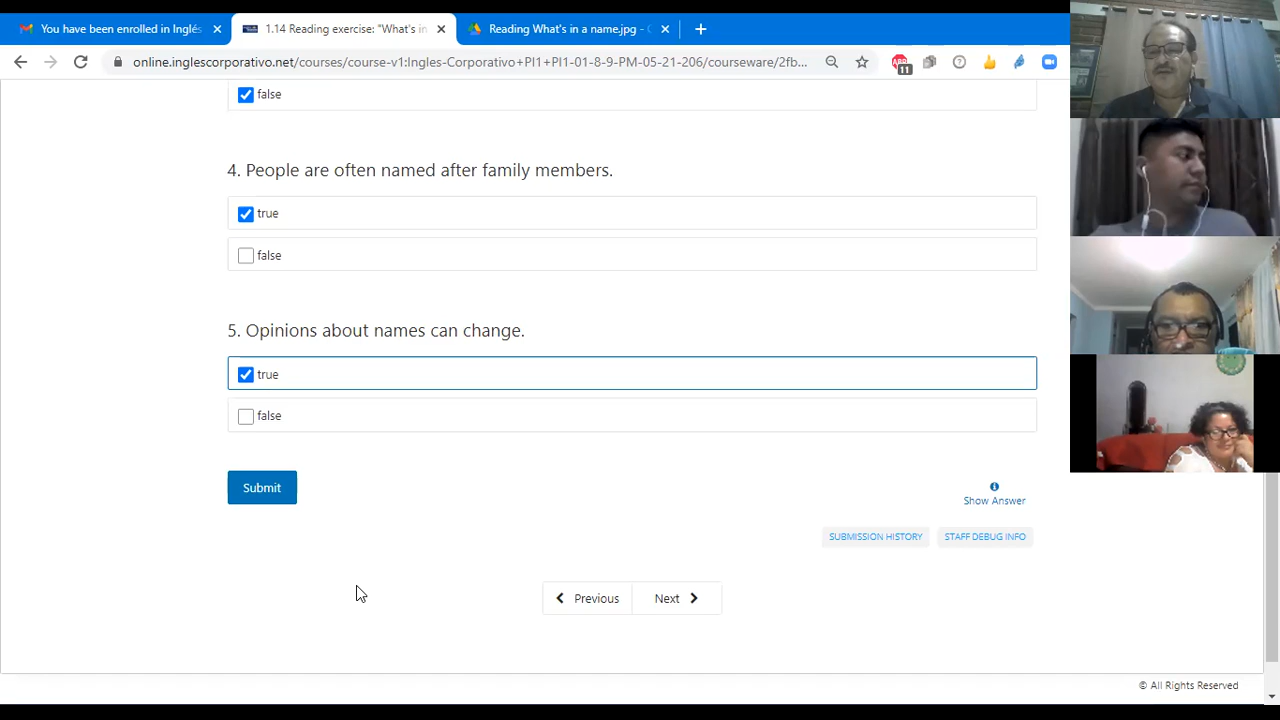 You have been enrolled in Inglés
1.14 Reading exercise: "What's in
Reading What's in a name.jpg -
online.inglescorporativo.net/courses/
v1:Ingles-Corporativo+PI1+PI1-01-8-9-PM-05-21-206/courseware/2fb...
11
false
4. People are often named after family members.
true
false
5. Opinions about names can change.
true
false
Submit
Show Answer
SUBMISSION HISTORY
STAFF DEBUG INFO
Previous
Next
© All Rights Reserved